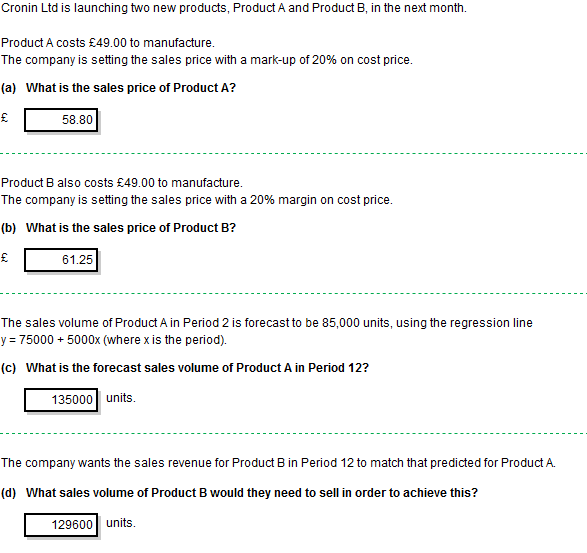 Cronin Ltd is launching two new products, Product A and Product B, in the next month.
Product A costs £49.00 to manufacture.
The company is setting the sales price with a mark-up of 20% on cost price.
(a) What is the sales price of Product A?
£ 58.80
Product B also costs £49.00 to manufacture.
The company is setting the sales price with a 20% margin on cost price.
(b) What is the sales price of Product B?
£ 61.25
The sales volume of Product A in Period 2 is forecast to be 85,000 units, using the regression line
y = 75000 + 5000x (where x is the period).
(c) What is the forecast sales volume of Product A in Period 12?
135000 units.
The company wants the sales revenue for Product B in Period 12 to match that predicted for Product A.
(d) What sales volume of Product B would they need to sell in order to achieve this?
129600 units.